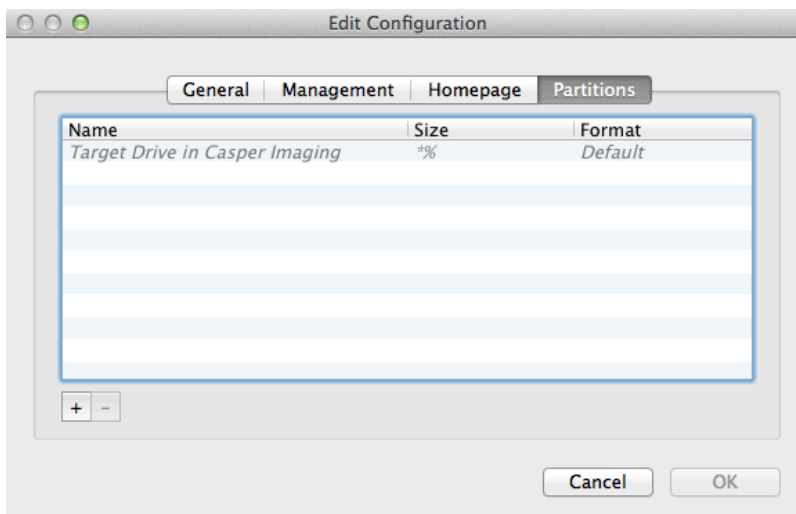 Edit Configuration
General Management Homepage Partitions
Name Size Format
Target Drive in Casper Imaging *% Default
+ -
Cancel OK